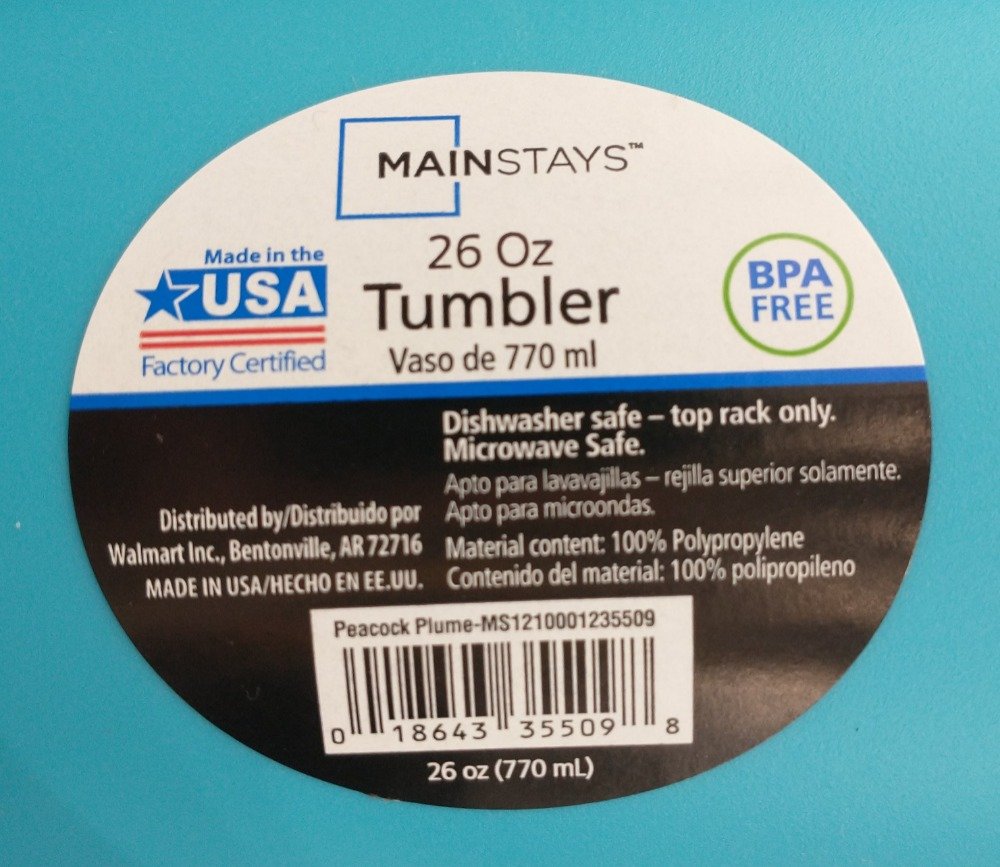 MAINSTAYS™
26 Oz
Tumbler
Vaso de 770 ml
Made in the
USA
Factory Certified
BPA
FREE
Dishwasher safe – top rack only.
Microwave Safe.
Apto para lavavajillas – rejilla superior solamente.
Apto para microondas.
Material content: 100% Polypropylene
Contenido del material: 100% polipropileno
Distributed by/Distribuido por
Walmart Inc., Bentonville, AR 72716
MADE IN USA/HECHO EN EE.UU.
Peacock Plume-MS1210001235509
0 18643 35509 8
26 oz (770 mL)